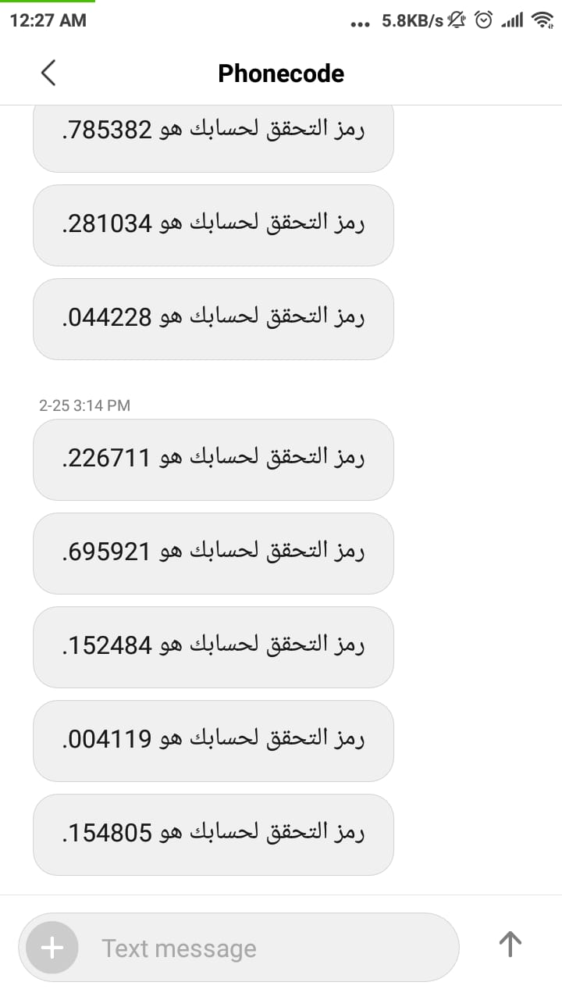 12:27 AM
... 5.8KB/s
Phonecode
رمز التحقق لحسابك هو 785382.
رمز التحقق لحسابك هو 281034.
رمز التحقق لحسابك هو 044228.
2-25 3:14 PM
رمز التحقق لحسابك هو 226711.
رمز التحقق لحسابك هو 695921.
رمز التحقق لحسابك هو 152484.
رمز التحقق لحسابك هو 004119.
رمز التحقق لحسابك هو 154805.
Text message